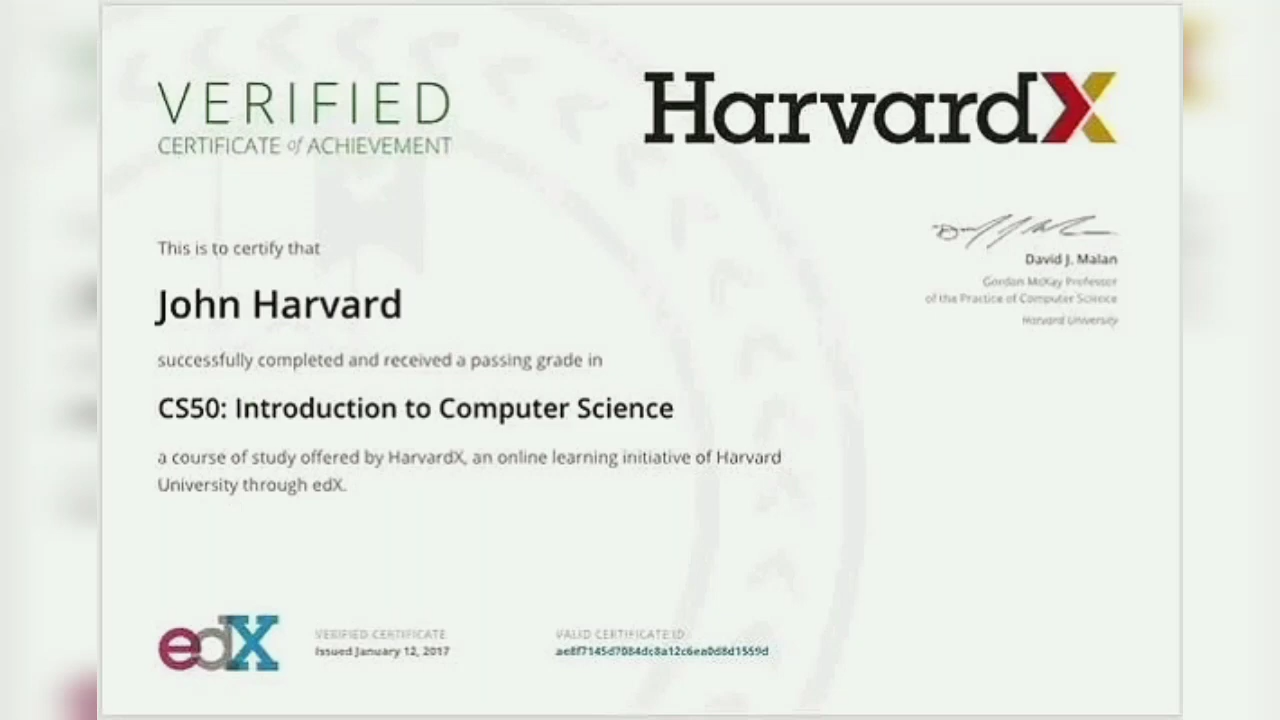 VERIFIED
CERTIFICATE of ACHIEVEMENT
HarvardX
This is to certify that
John Harvard
successfully completed and received a passing grade in
CS50: Introduction to Computer Science
a course of study offered by HarvardX, an online learning initiative of Harvard
University through edX.
David J. Malan
Gordon McKay Professor
of the Practice of Computer Science
Harvard University
edX
VERIFIED CERTIFICATE
Issued January 12, 2017
VALID CERTIFICATE ID